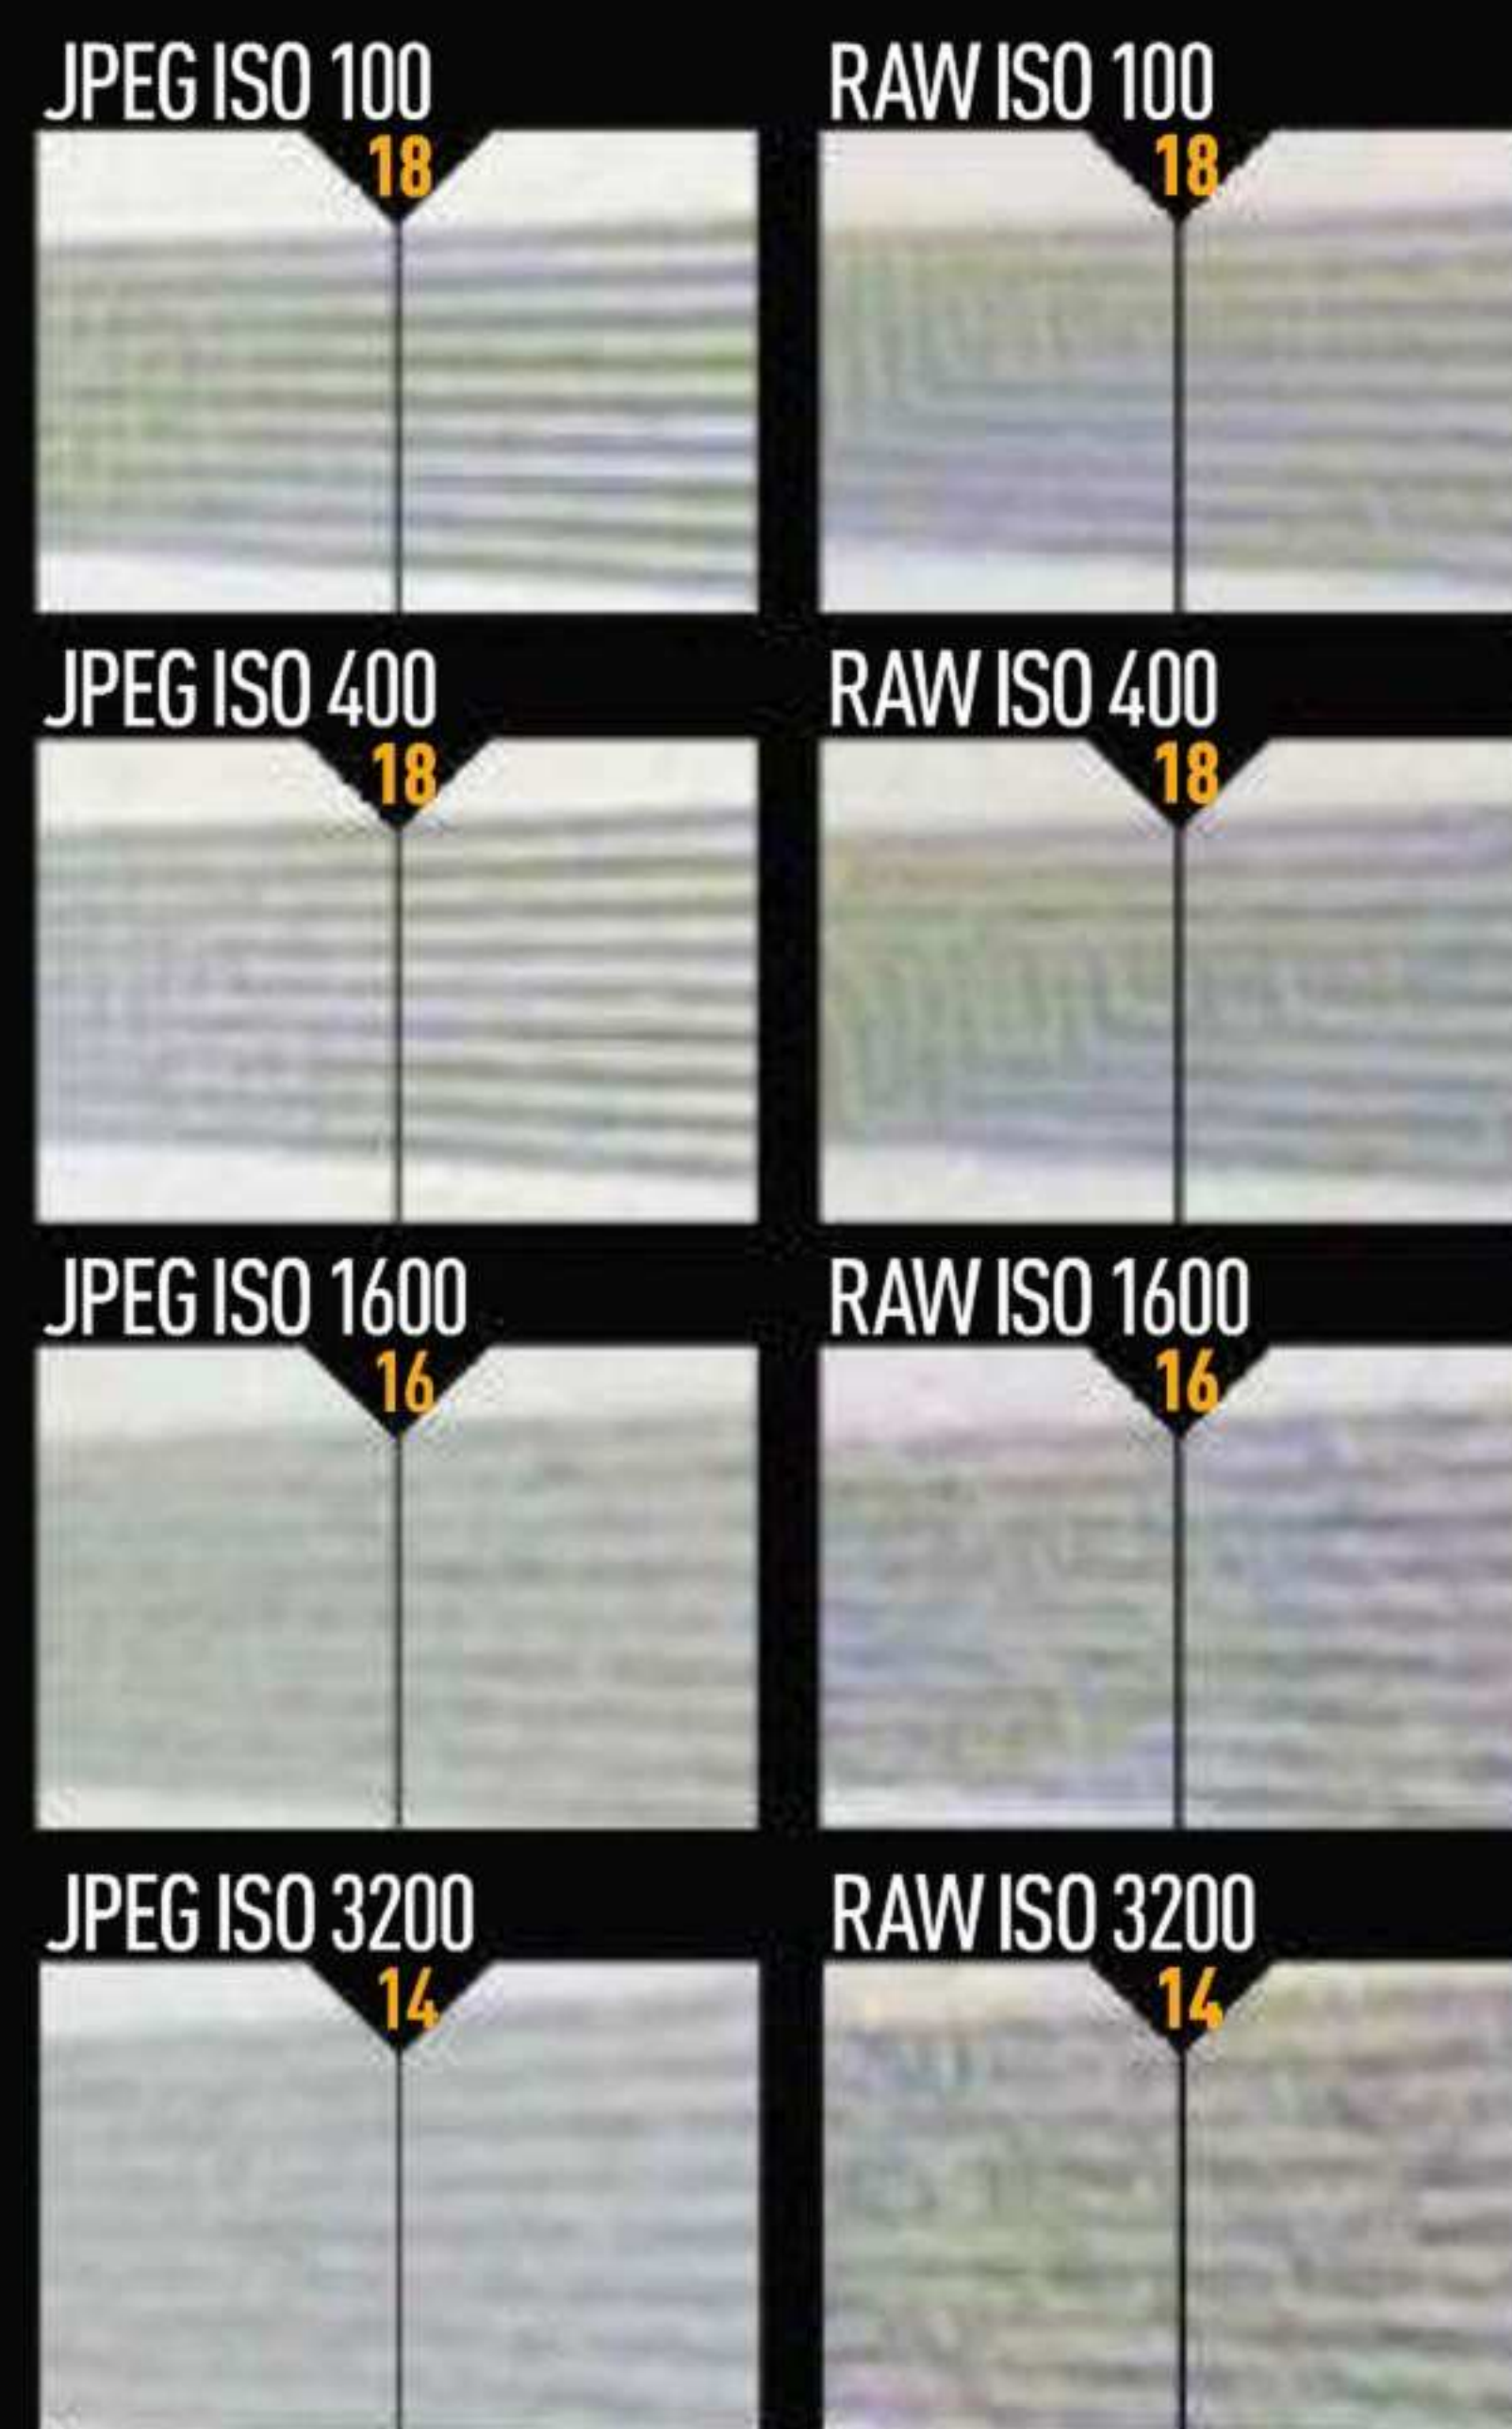 JPEG ISO 100
RAW ISO 100
18
18
JPEG ISO 400
RAW ISO 400
18
18
JPEG ISO 1600
RAW ISO 1600
16
16
JPEG ISO 3200
RAW ISO 3200
14
14